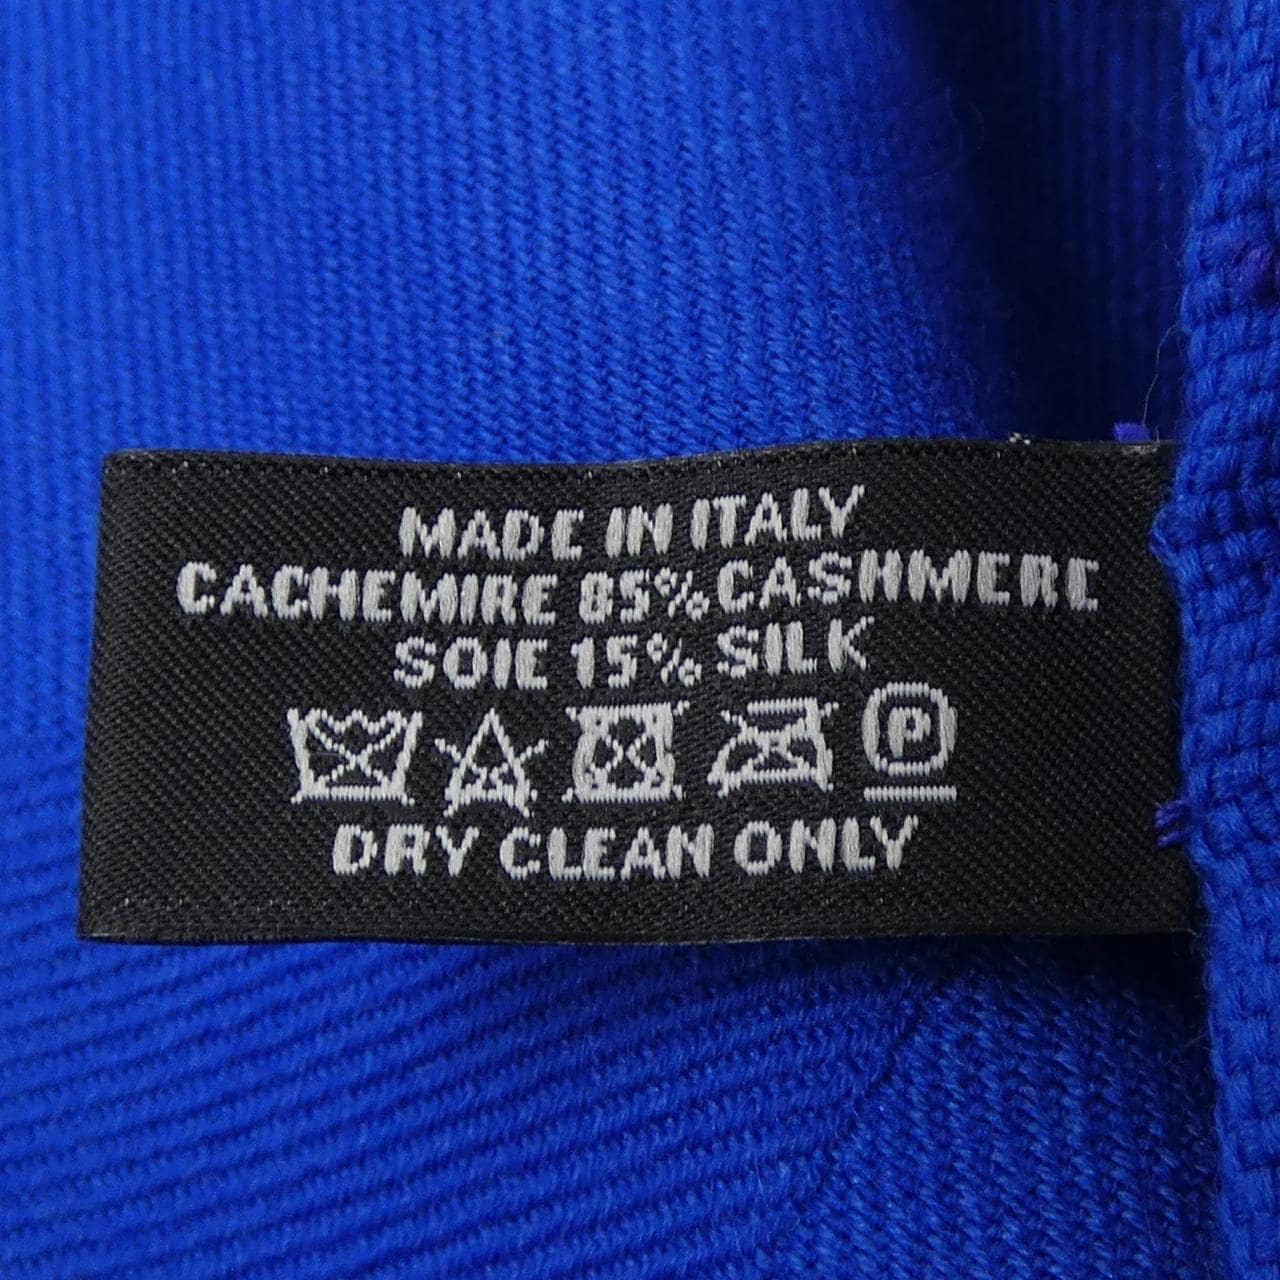 MADE IN ITALY
CACHEMIRE 85% CASHMERE
SOIE 15% SILK
P
DRY CLEAN ONLY